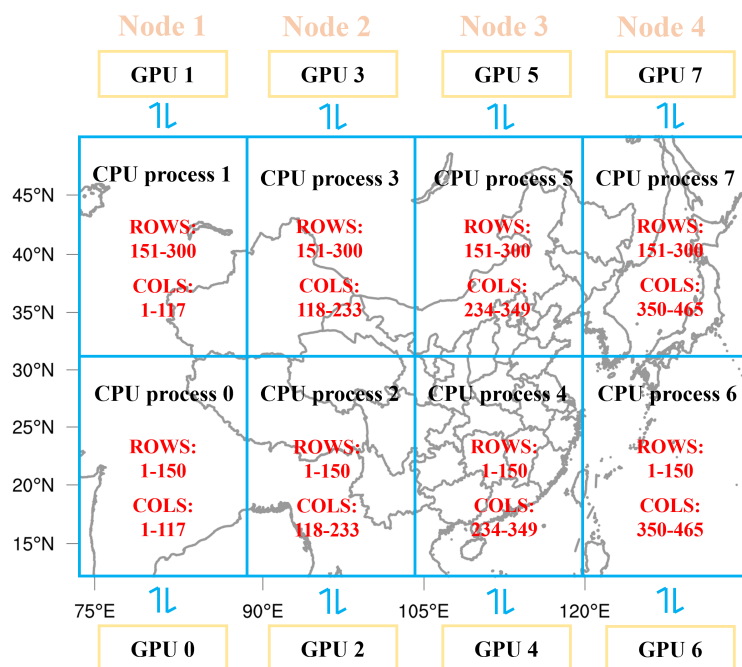 Node 1 Node 2 Node 3 Node 4
GPU 1 GPU 3 GPU 5 GPU 7
CPU process 1 CPU process 3 CPU process 5 CPU process 7
45°N
ROWS: ROWS: ROWS: ROWS:
151-300 151-300 151-300 151-300
40°N
COLS: COLS: COLS: COLS:
1-117 118-233 234-349 350-465
35°N
30°N
CPU process 0 CPU process 2 CPU process 4 CPU process 6
25°N
ROWS: ROWS: ROWS: ROWS:
1-150 1-150 1-150 1-150
20°N
COLS: COLS: COLS: COLS:
1-117 118-233 234-349 350-465
15°N
75°E 90°E 105°E 120°E
GPU 0 GPU 2 GPU 4 GPU 6